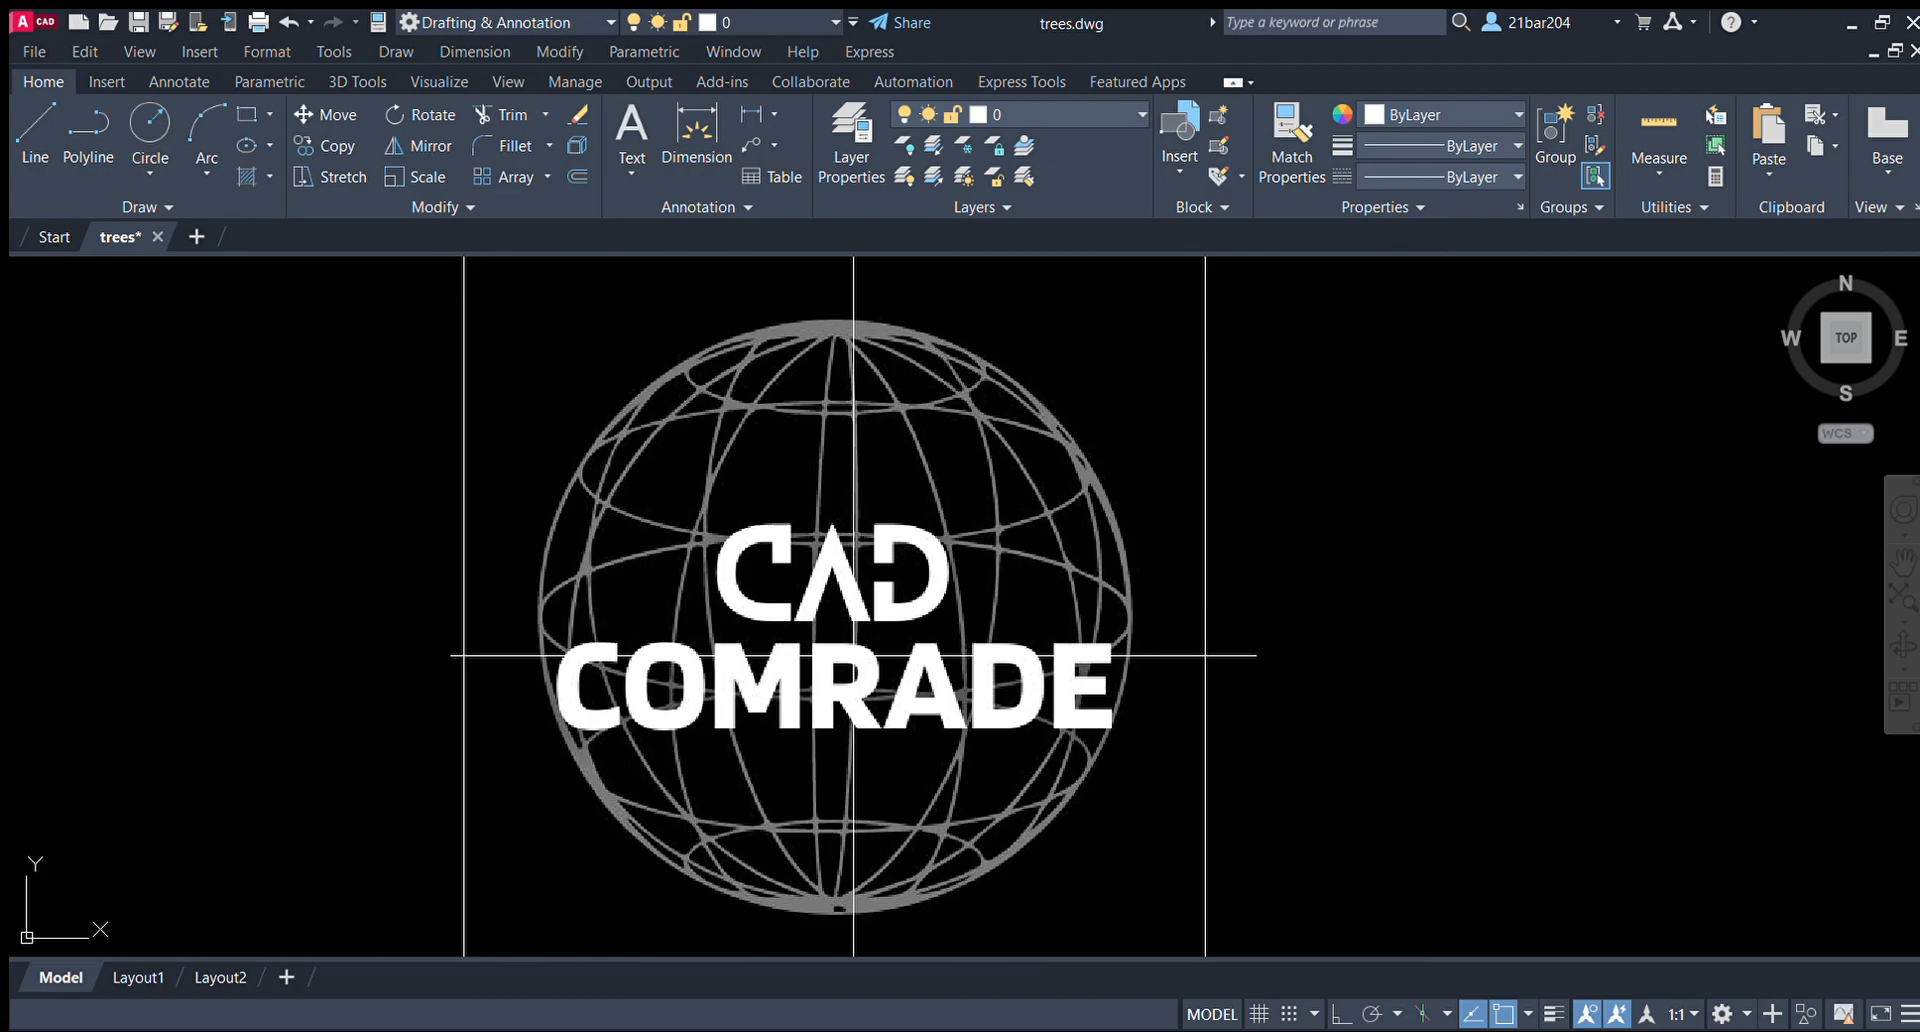 A CAD Drafting & Annotation 0 Share trees.dwg Type a keyword or phrase 21bar204 ?
File Edit View Insert Format Tools Draw Dimension Modify Parametric Window Help Express
Home Insert Annotate Parametric 3D Tools Visualize View Manage Output Add-ins Collaborate Automation Express Tools Featured Apps
Line Polyline Circle Arc
Move Rotate Trim
Copy Mirror Fillet
Stretch Scale Array
A
Text Dimension
Table
Layer
Properties
0
Insert
Match
Properties
ByLayer
ByLayer
ByLayer
Group
Measure
Paste
Base
Draw Modify Annotation Layers Block Properties Groups Utilities Clipboard View
Start trees* +
N
W TOP E
S
WCS
CAD
COMRADE
Y
X
Model Layout1 Layout2 +
MODEL 1:1